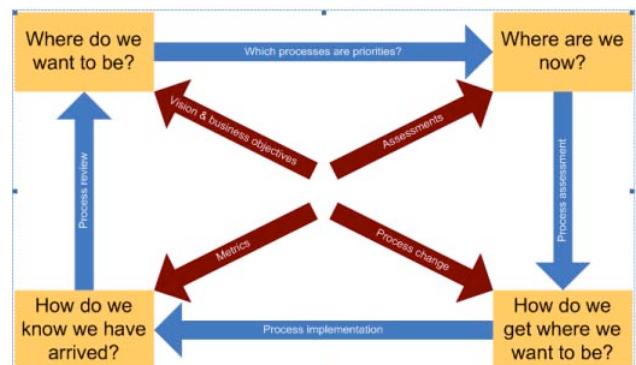 Where do we
want to be?
Which processes are priorities?
Where are we
now?
Vision & business objectives
Assessments
Process review
Process assessment
Metrics
Process change
How do we
know we have
arrived?
Process implementation
How do we
get where we
want to be?